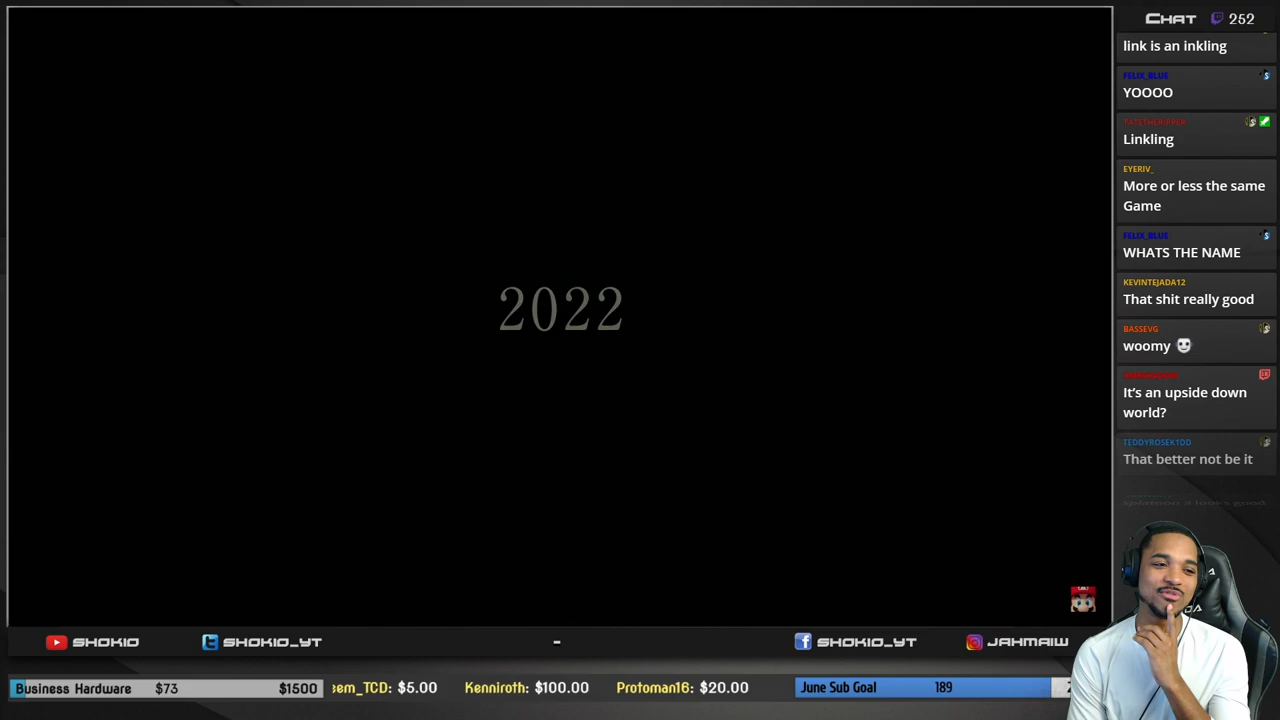 CHAT 252
link is an inkling
FELIX_BLUE
YOOOO
TATETHERIPPER
Linkling
EYERIV_
More or less the same
Game
FELIX_BLUE
WHATS THE NAME
KEVINTEJADA12
That shit really good
BASSEVG
woomy
It’s an upside down
world?
TEDDYROSEK1DD
That better not be it
2022
SHOKIO
SHOKIO_YT
-
SHOKIO_YT
JAHMAIW
Business Hardware $73 $1500
eem_TCD: $5.00 Kenniroth: $100.00 Protoman16: $20.00
June Sub Goal 189